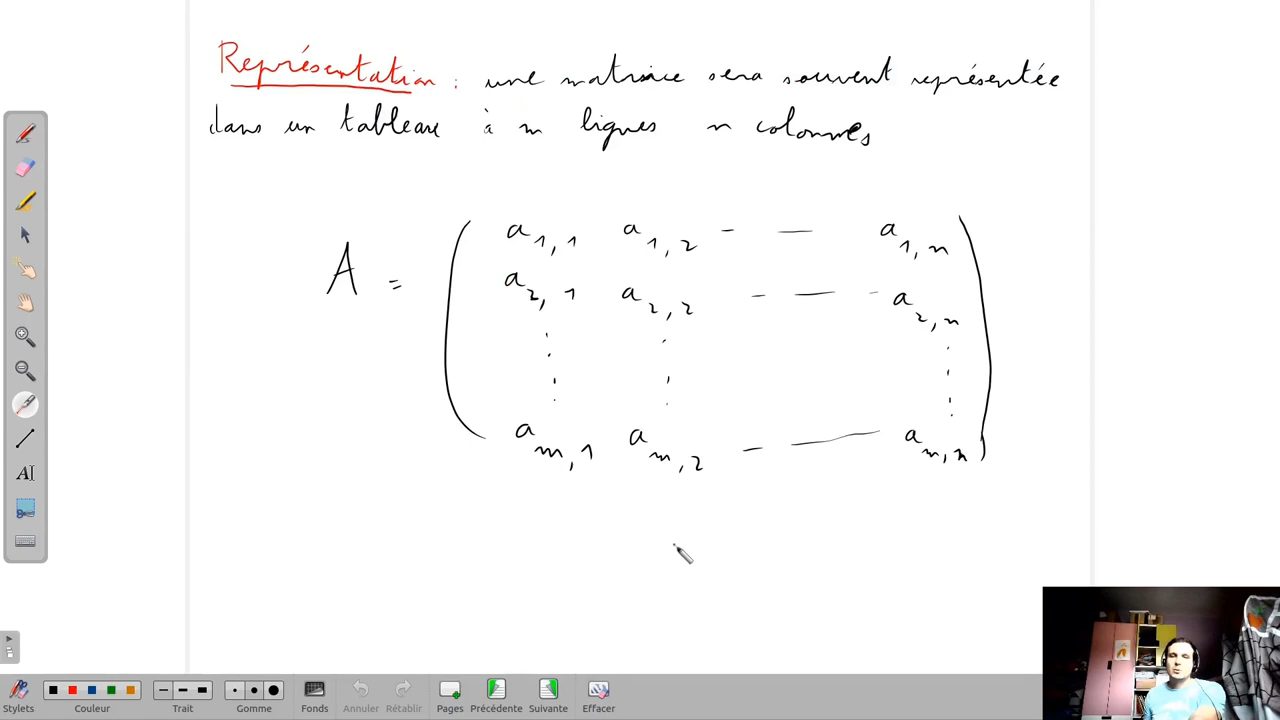 Représentation : une matrice sera souvent représentée
dans un tableau à m lignes n colonnes
A = ( a1,1 a1,2 - — a1,n )
a2,1 a2,2 - — - a2,n
am,1 am,2 - — am,n
AI
Stylets
Couleur
Trait
Gomme
Fonds
Annuler
Rétablir
Pages
Précédente
Suivante
Effacer